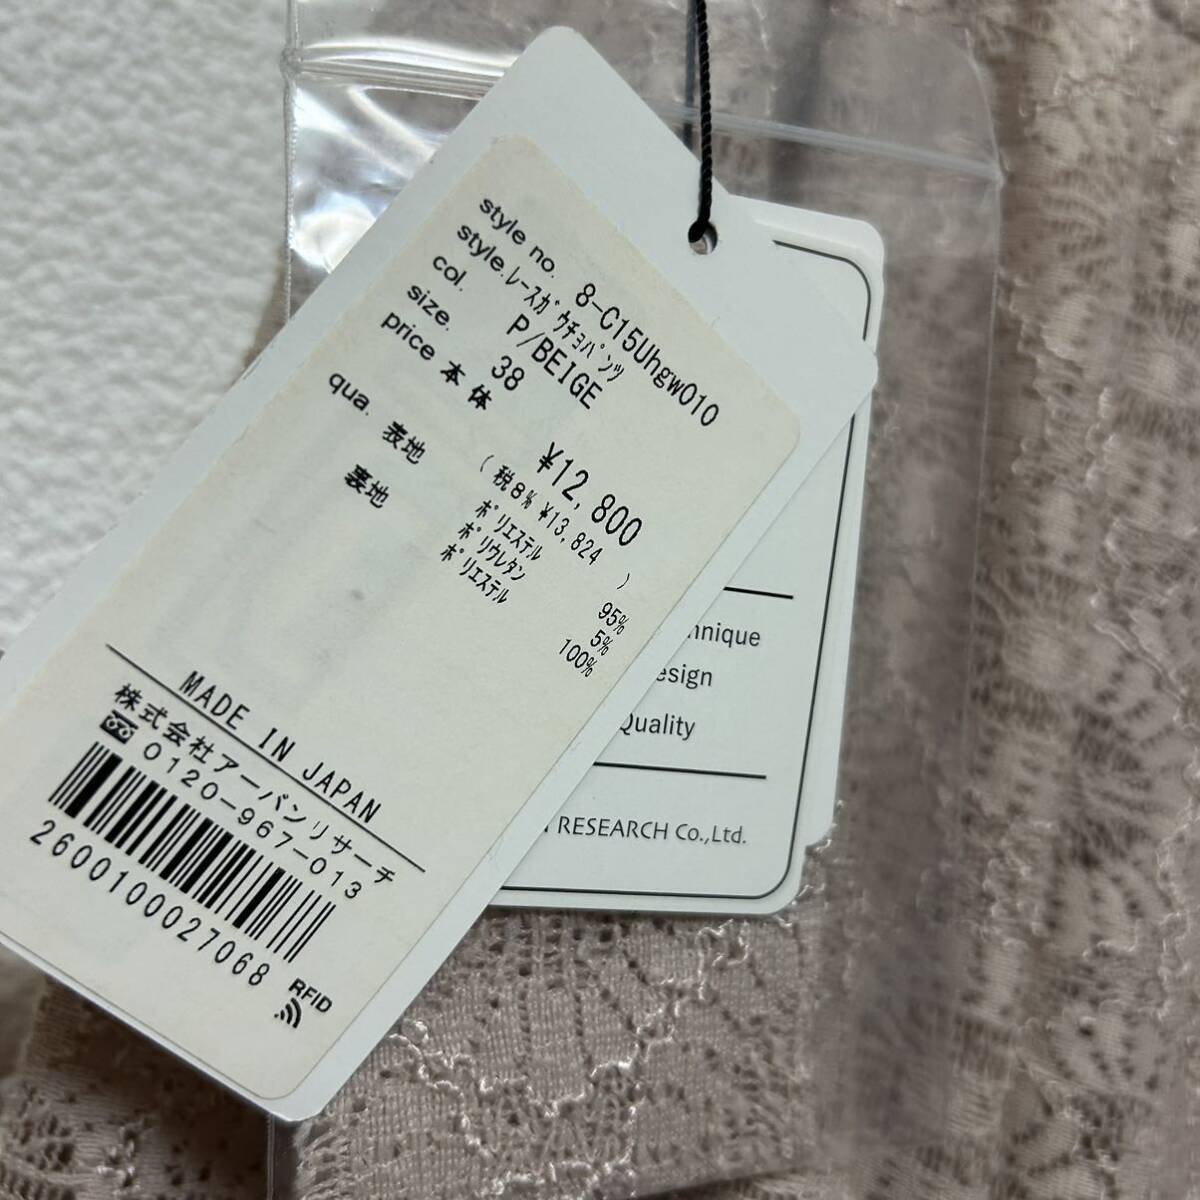 style no. 8-C15Uhgw010
style. ﾚｰｽｶﾞｳﾁｮﾊﾟﾝﾂ
col. P/BEIGE
size. 38
price 本体 ¥12,800
(税8% ¥13,824)
qua. 表地 ﾎﾟﾘｴｽﾃﾙ 95%
ﾎﾟﾘｳﾚﾀﾝ 5%
裏地 ﾎﾟﾘｴｽﾃﾙ 100%
MADE IN JAPAN
株式会社アーバンリサーチ
0120-967-013
2600100027068
RFID
Quality
RESEARCH Co.,Ltd.